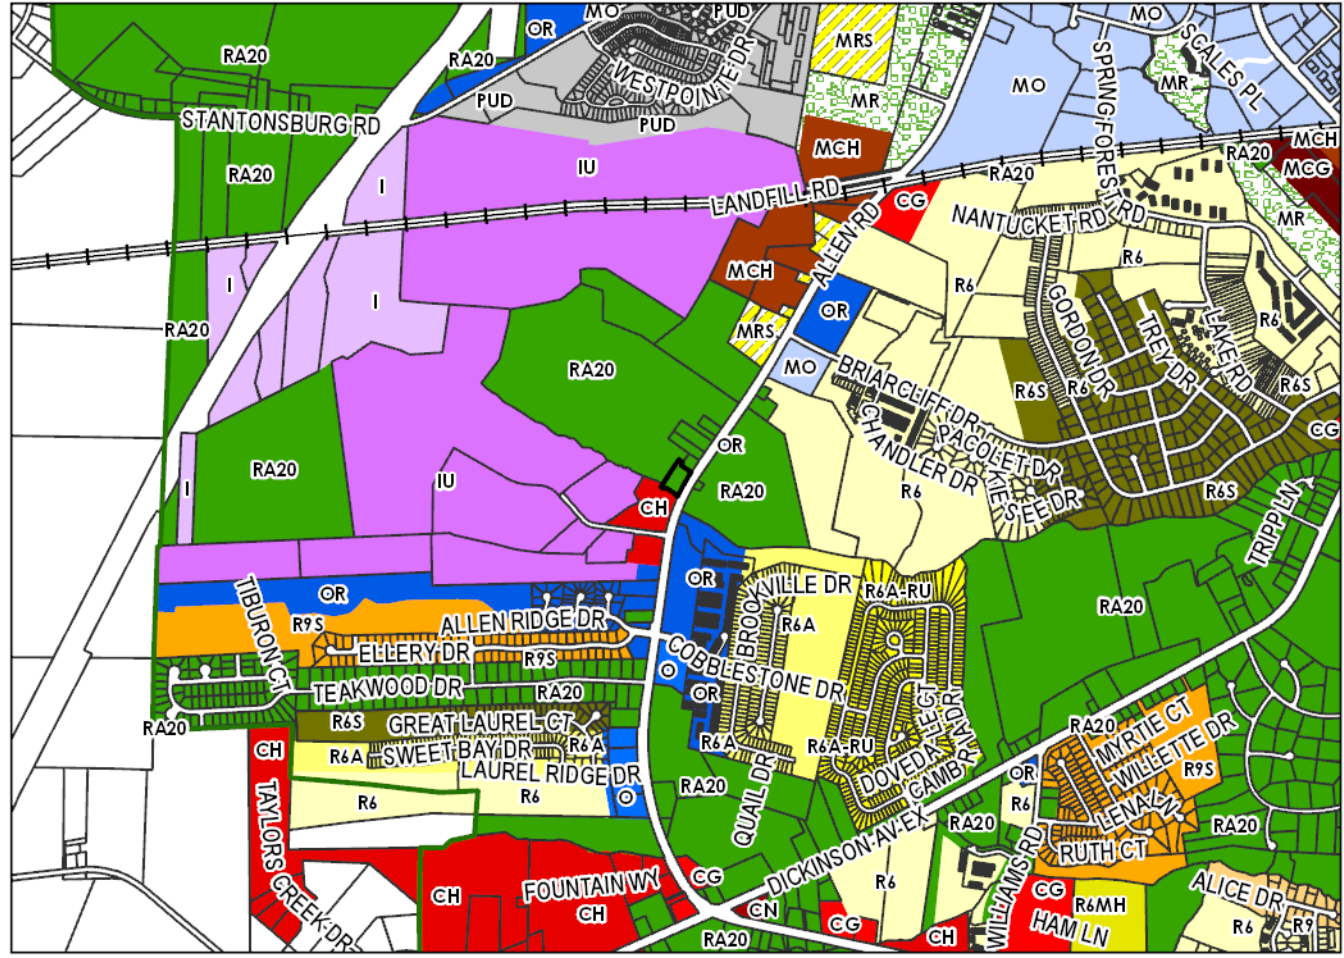 MO
PUD
MO
OR
RA20
RA20
MRS
WESTPOINTE DR
SPRING FOREST RD
SCALES PL
MO
MR
PUD
MR
STANTONSBURG RD
PUD
MCH
RA20
MCH
IU
RA20
MCG
RA20
I
LANDFILL RD
CG
NANTUCKET RD
MR
ALLEN RD
R6
MCH
I
I
R6
GORDON DR
OR
TREY DR
LAKE RD
R6
RA20
MRS
RA20
MO
BRIARCLIFF DR
R6S
R6
R6S
CHANDLER DR
PACOLET DR
CG
OR
RA20
IU
I
RA20
R6
SEE DR
R6S
CH
TRIPP LN
OR
OR
BROOKVILLE DR
R6A-RU
RA20
TIBURON CT
R9S
ALLEN RIDGE DR
R6A
ELLERY DR
R9S
O
COBBLESTONE DR
TEAKWOOD DR
RA20
OR
RA20
R6S
GREAT LAUREL CT
R6A
R6A-RU
DOVEDALE CT
CAMBRIA DR
RA20
MYRTIE CT
CH
R6A
SWEET BAY DR
R6A
LAUREL RIDGE DR
WILLETTE DR
R9S
OR
TAYLORS CREEK DR
R6
R6
O
RA20
QUAIL DR
R6
LENA LN
RA20
RA20
DICKINSON AV EX
WILLIAMS RD
RUTH CT
CG
FOUNTAIN WY
R6
CG
ALICE DR
CH
CH
CN
R6MH
CG
CH
HAM LN
R6
R9
RA20